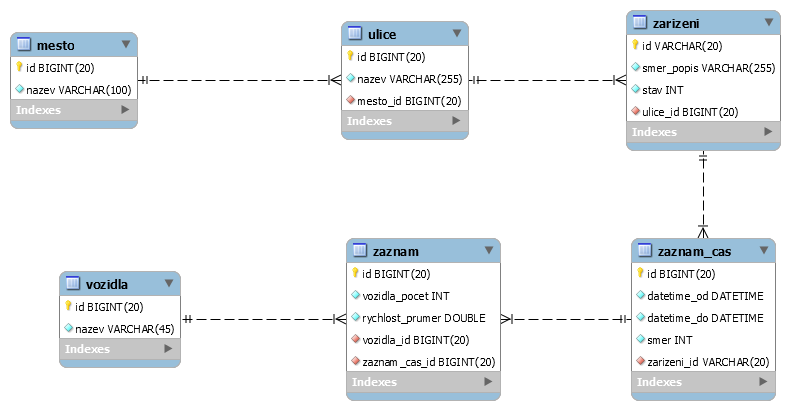 mesto
id BIGINT(20)
nazev VARCHAR(100)
Indexes
ulice
id BIGINT(20)
nazev VARCHAR(255)
mesto_id BIGINT(20)
Indexes
zarizeni
id VARCHAR(20)
smer_popis VARCHAR(255)
stav INT
ulice_id BIGINT(20)
Indexes
vozidla
id BIGINT(20)
nazev VARCHAR(45)
Indexes
zaznam
id BIGINT(20)
vozidla_pocet INT
rychlost_prumer DOUBLE
vozidla_id BIGINT(20)
zaznam_cas_id BIGINT(20)
Indexes
zaznam_cas
id BIGINT(20)
datetime_od DATETIME
datetime_do DATETIME
smer INT
zarizeni_id VARCHAR(20)
Indexes